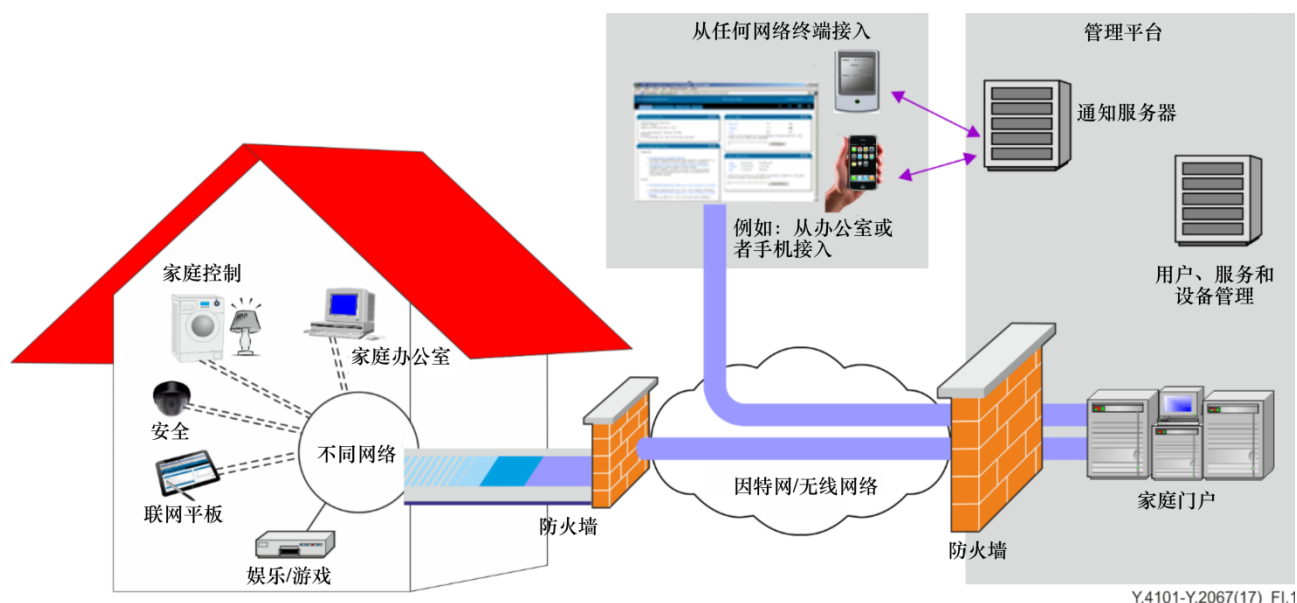 从任何网络终端接入
管理平台
通知服务器
例如：从办公室或
者手机接入
用户、服务和
设备管理
家庭控制
家庭办公室
安全
不同网络
联网平板
因特网/无线网络
家庭门户
防火墙
防火墙
娱乐/游戏
Y.4101-Y.2067(17)_FI.1